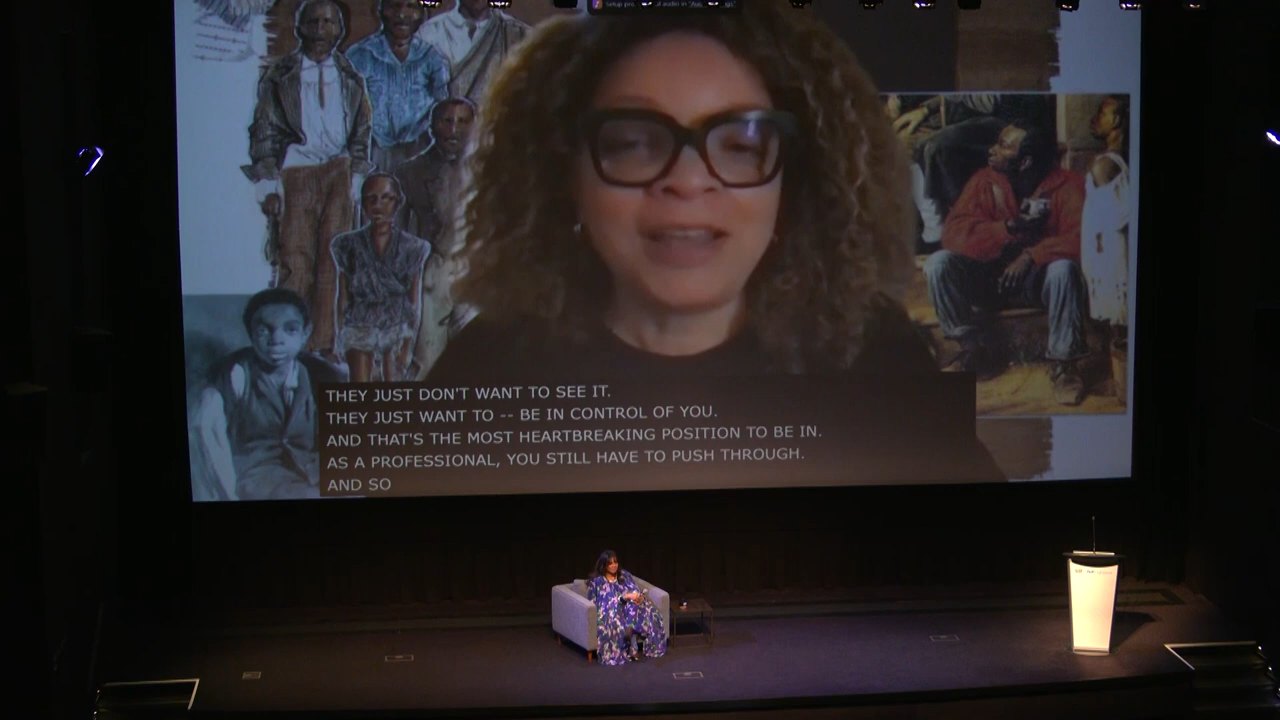 THEY JUST DON'T WANT TO SEE IT.
THEY JUST WANT TO -- BE IN CONTROL OF YOU.
AND THAT'S THE MOST HEARTBREAKING POSITION TO BE IN.
AS A PROFESSIONAL, YOU STILL HAVE TO PUSH THROUGH.
AND SO